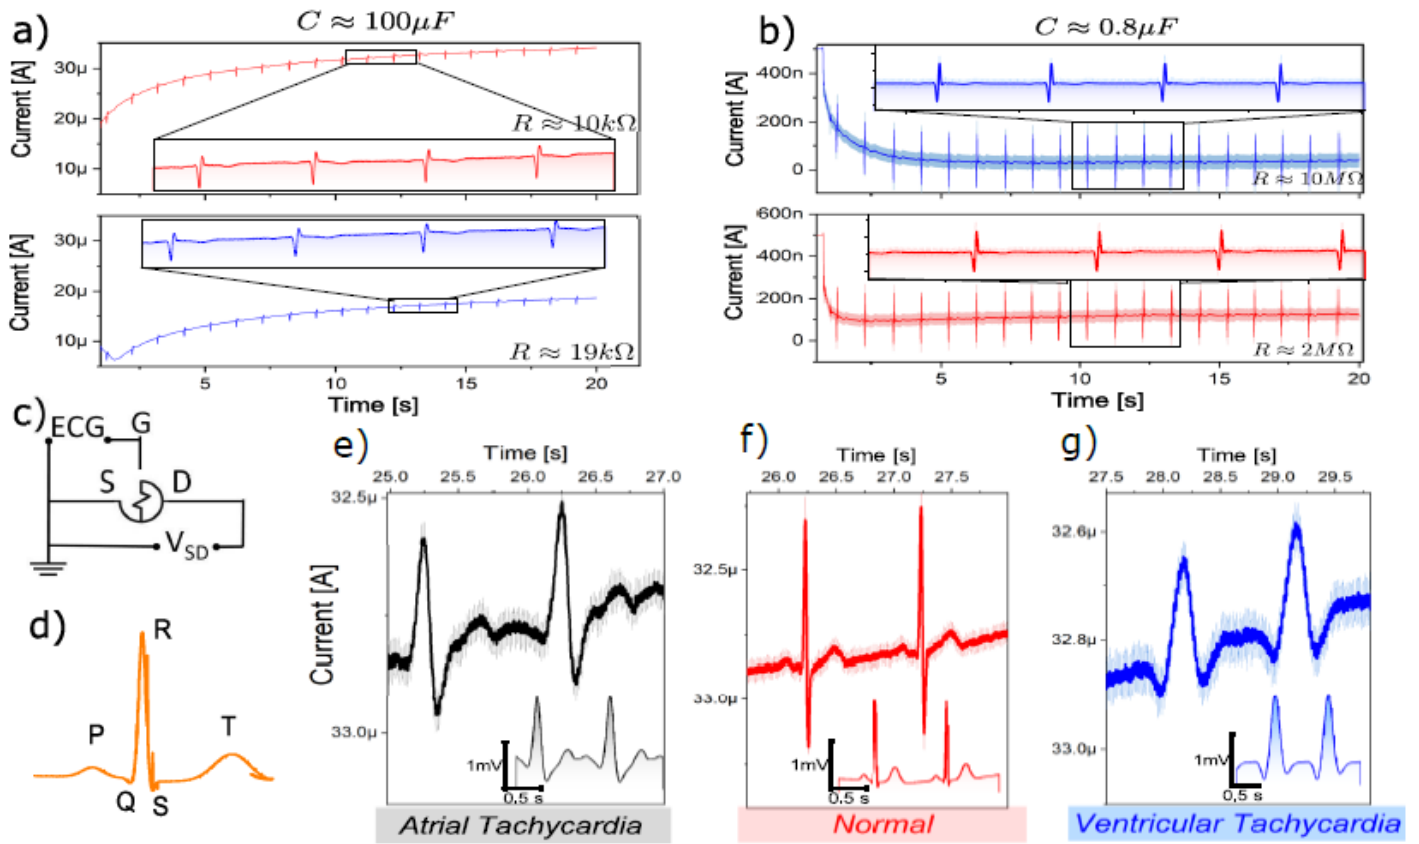 a)
C ≈ 100μF
Current [A]
30μ
20μ
10μ
R ≈ 10kΩ
Current [A]
30μ
20μ
10μ
R ≈ 19kΩ
5 10 15 20
Time [s]
b)
C ≈ 0.8μF
Current [A]
400n
200n
0
R ≈ 10MΩ
Current [A]
600n
400n
200n
0
R ≈ 2MΩ
5 10 15 20
Time [s]
c)
ECG G
S D
V_SD
d)
R
P T
Q S
e)
Time [s]
25.0 25.5 26.0 26.5 27.0
Current [A]
32.5μ
33.0μ
1mV
0,5 s
Atrial Tachycardia
f)
Time [s]
26.0 26.5 27.0 27.5
32.5μ
33.0μ
1mV
0.5s
Normal
g)
Time [s]
27.5 28.0 28.5 29.0 29.5
32.6μ
32.8μ
33.0μ
1mV
0,5 s
Ventricular Tachycardia